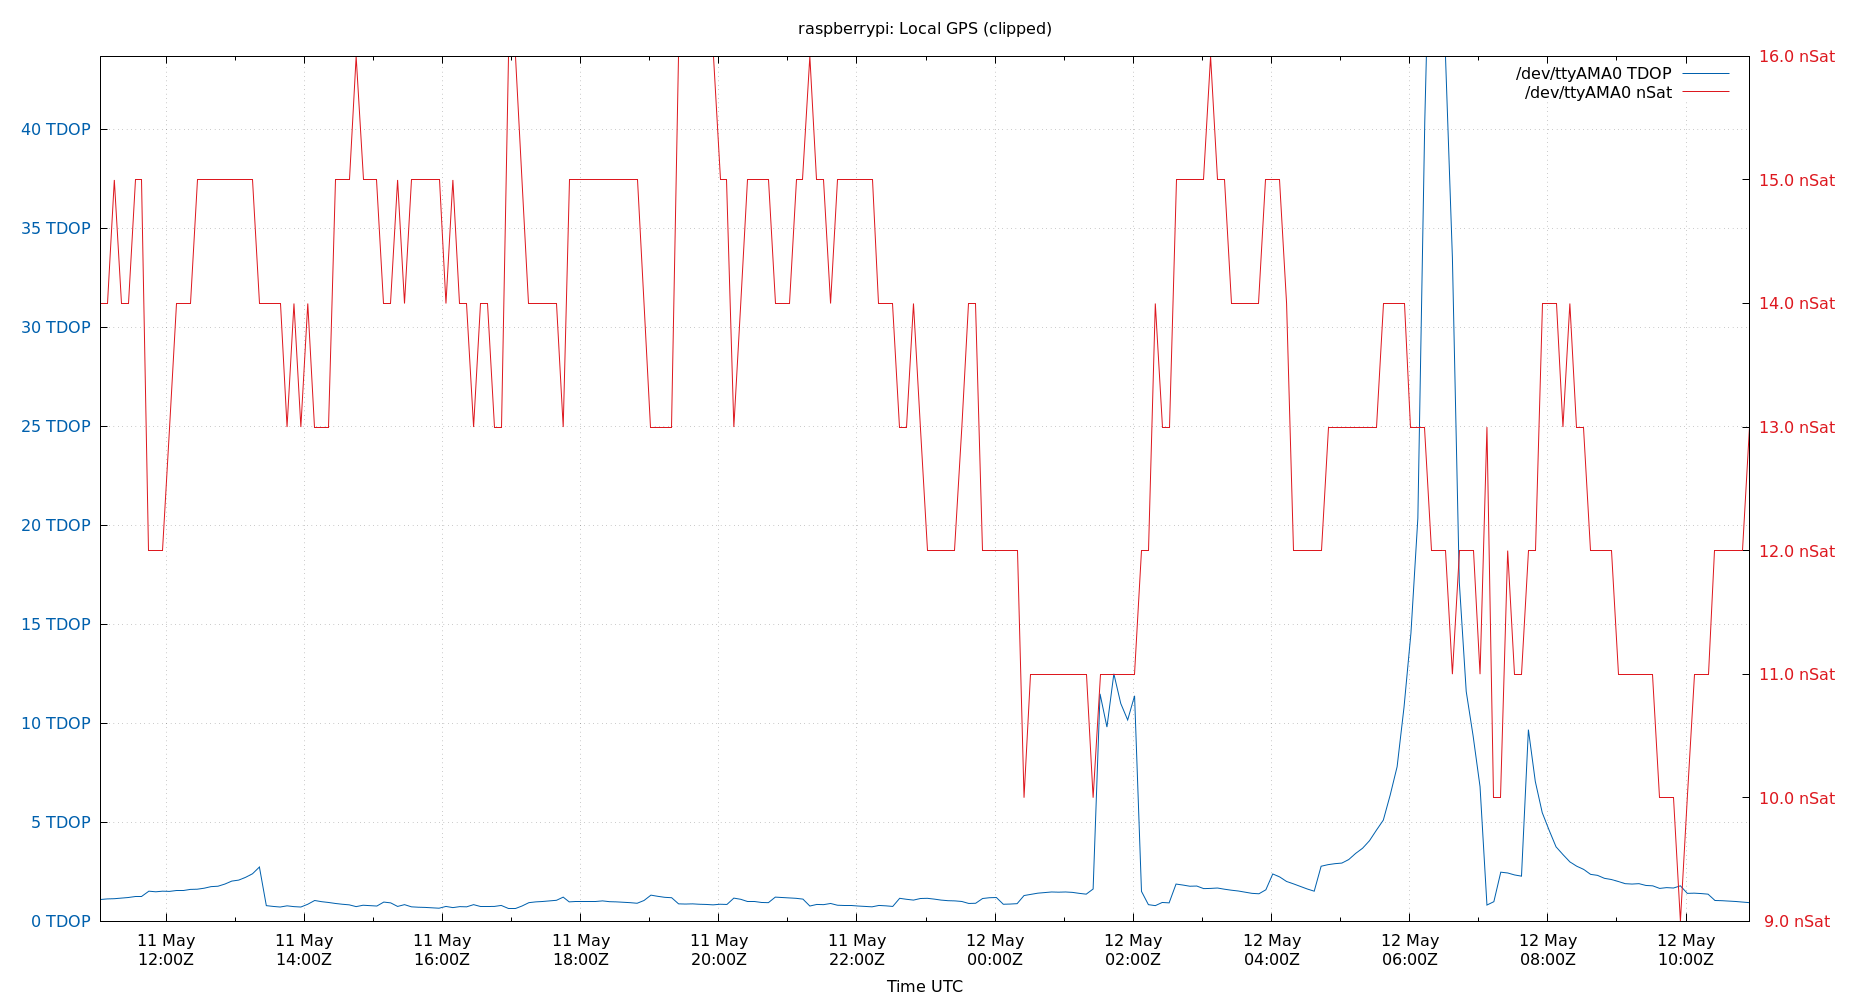 raspberrypi: Local GPS (clipped)
/dev/ttyAMA0 TDOP
/dev/ttyAMA0 nSat
40 TDOP
35 TDOP
30 TDOP
25 TDOP
20 TDOP
15 TDOP
10 TDOP
5 TDOP
0 TDOP
16.0 nSat
15.0 nSat
14.0 nSat
13.0 nSat
12.0 nSat
11.0 nSat
10.0 nSat
9.0 nSat
11 May
12:00Z
11 May
14:00Z
11 May
16:00Z
11 May
18:00Z
11 May
20:00Z
11 May
22:00Z
12 May
00:00Z
12 May
02:00Z
12 May
04:00Z
12 May
06:00Z
12 May
08:00Z
12 May
10:00Z
Time UTC